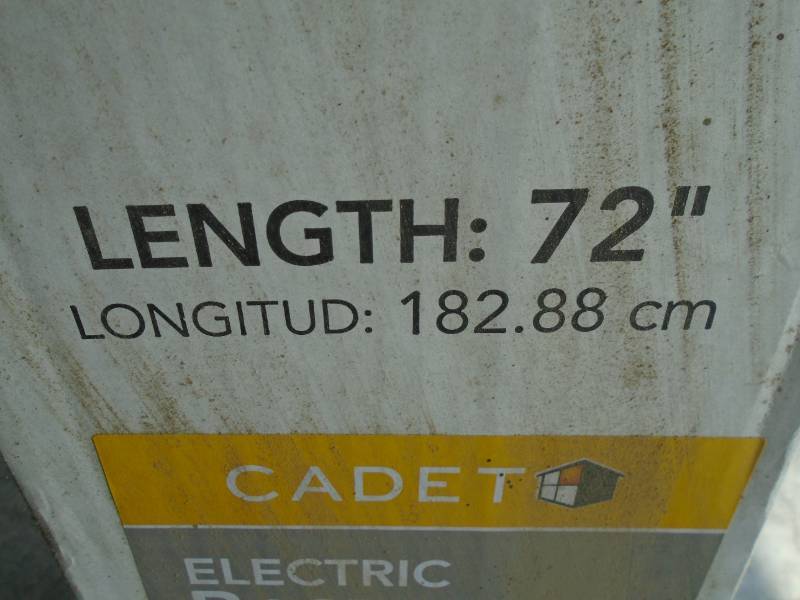 LENGTH: 72"
LONGITUD: 182.88 cm
CADET
ELECTRIC